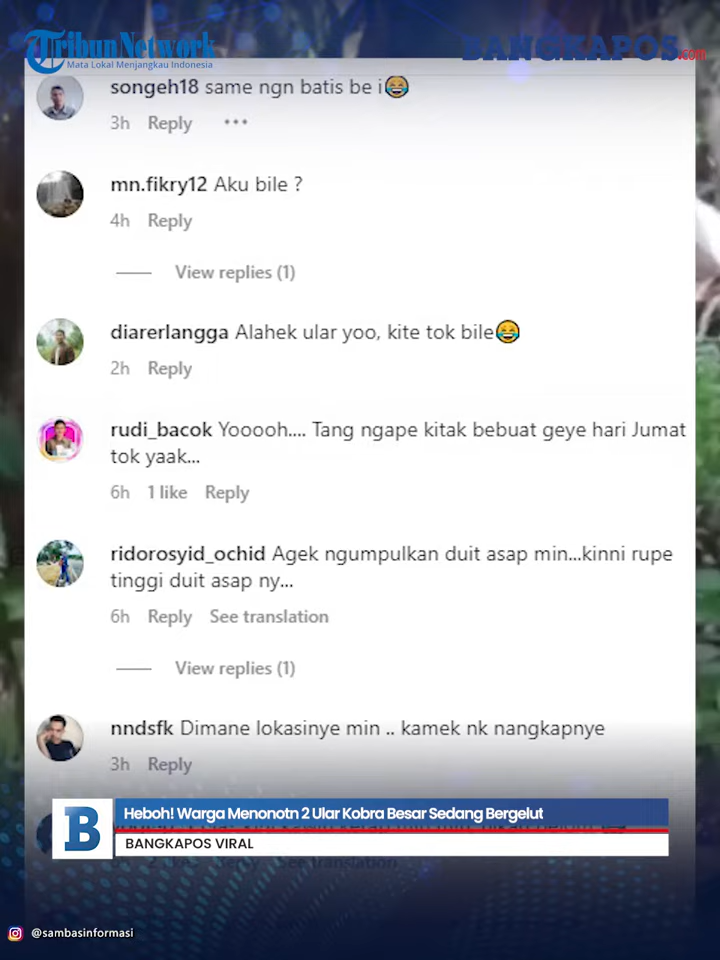 TribunNetwork
Mata Lokal Menjangkau Indonesia
BANGKAPOS.com
songeh18 same ngn batis be i😂
3h Reply •••
mn.fikry12 Aku bile ?
4h Reply
View replies (1)
diarerlangga Alahek ular yoo, kite tok bile😂
2h Reply
rudi_bacok Yooooh.... Tang ngape kitak bebuat geye hari Jumat
tok yaak...
6h 1 like Reply
ridorosyid_ochid Agek ngumpulkan duit asap min...kinni rupe
tinggi duit asap ny...
6h Reply See translation
View replies (1)
nndsfk Dimane lokasinye min .. kamek nk nangkapnye
3h Reply
B
Heboh! Warga Menonotn 2 Ular Kobra Besar Sedang Bergelut
BANGKAPOS VIRAL
See translation
@sambasinformasi